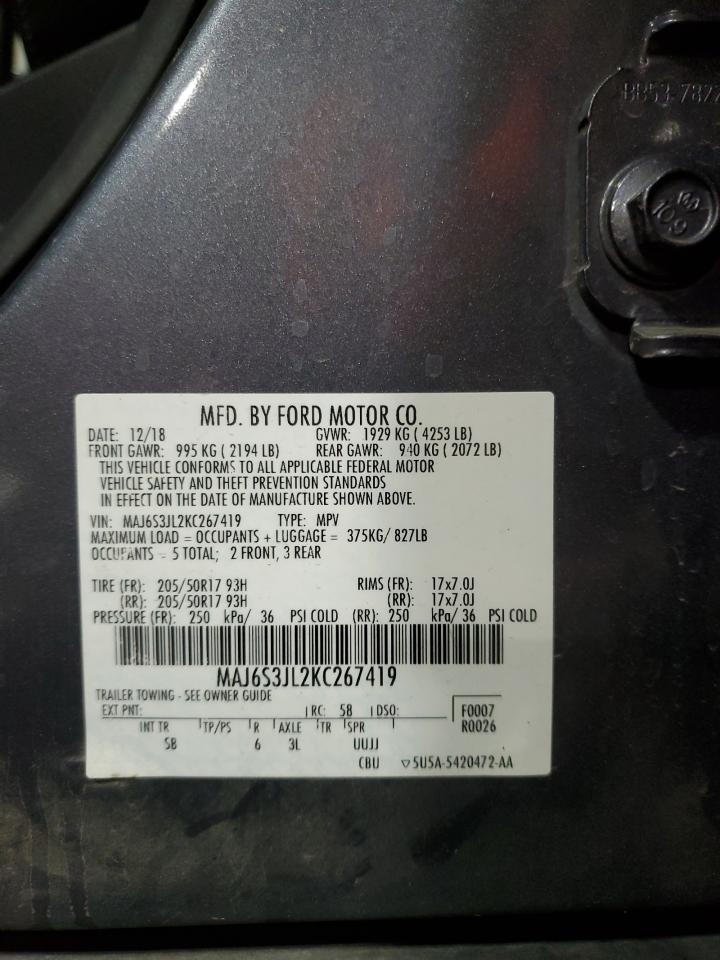 BB53-782
10.9
MFD. BY FORD MOTOR CO.
DATE: 12/18 GVWR: 1929 KG ( 4253 LB)
FRONT GAWR: 995 KG ( 2194 LB) REAR GAWR: 940 KG ( 2072 LB)
THIS VEHICLE CONFORMS TO ALL APPLICABLE FEDERAL MOTOR
VEHICLE SAFETY AND THEFT PREVENTION STANDARDS
IN EFFECT ON THE DATE OF MANUFACTURE SHOWN ABOVE.
VIN: MAJ6S3JL2KC267419 TYPE: MPV
MAXIMUM LOAD = OCCUPANTS + LUGGAGE = 375KG/ 827LB
OCCUPANTS = 5 TOTAL; 2 FRONT, 3 REAR
TIRE (FR): 205/50R17 93H RIMS (FR): 17x7.0J
(RR): 205/50R17 93H (RR): 17x7.0J
PRESSURE (FR): 250 kPa/ 36 PSI COLD (RR): 250 kPa/ 36 PSI COLD
MAJ6S3JL2KC267419
TRAILER TOWING - SEE OWNER GUIDE
EXT PNT: RC: 58 DSO: F0007
R0026
INT TR TP/PS R AXLE TR SPR
SB 6 3L UUJJ
CBU ▽5U5A-5420472-AA